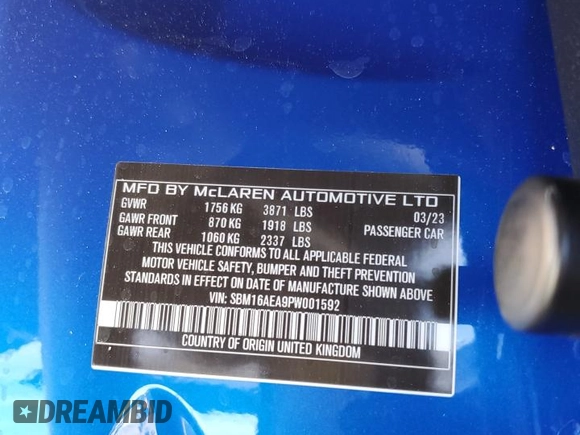 MFD BY McLAREN AUTOMOTIVE LTD
GVWR 1756 KG 3871 LBS 03/23
GAWR FRONT 870 KG 1918 LBS PASSENGER CAR
GAWR REAR 1060 KG 2337 LBS
THIS VEHICLE CONFORMS TO ALL APPLICABLE FEDERAL
MOTOR VEHICLE SAFETY, BUMPER AND THEFT PREVENTION
STANDARDS IN EFFECT ON DATE OF MANUFACTURE SHOWN ABOVE
VIN: SBM16AEA9PW001592
COUNTRY OF ORIGIN UNITED KINGDOM
DREAMBID